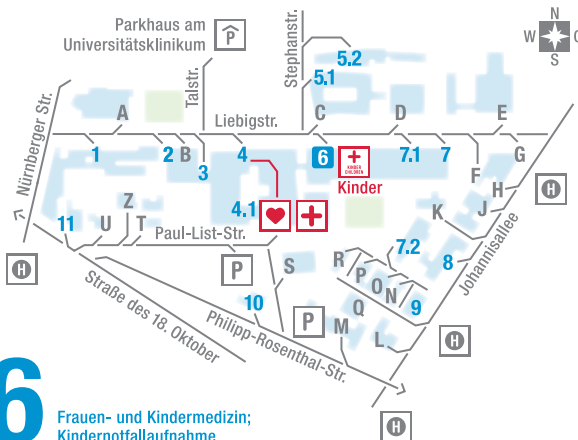 Parkhaus am
Universitätsklinikum
P
Stephanstr.
5.2
5.1
N
W
O
S
Talstr.
Nürnberger Str.
A
Liebigstr.
C
D
E
1
2
B
3
4
6
KINDER
CHILDREN
Kinder
7.1
7
F
G
H
H
J
K
Johannisallee
4.1
11
U
Z
T
Paul-List-Str.
H
P
S
R
P
O
N
7.2
8
9
Q
10
P
M
L
H
Straße des 18. Oktober
Philipp-Rosenthal-Str.
H
6
Frauen- und Kindermedizin;
Kindernotfallaufnahme